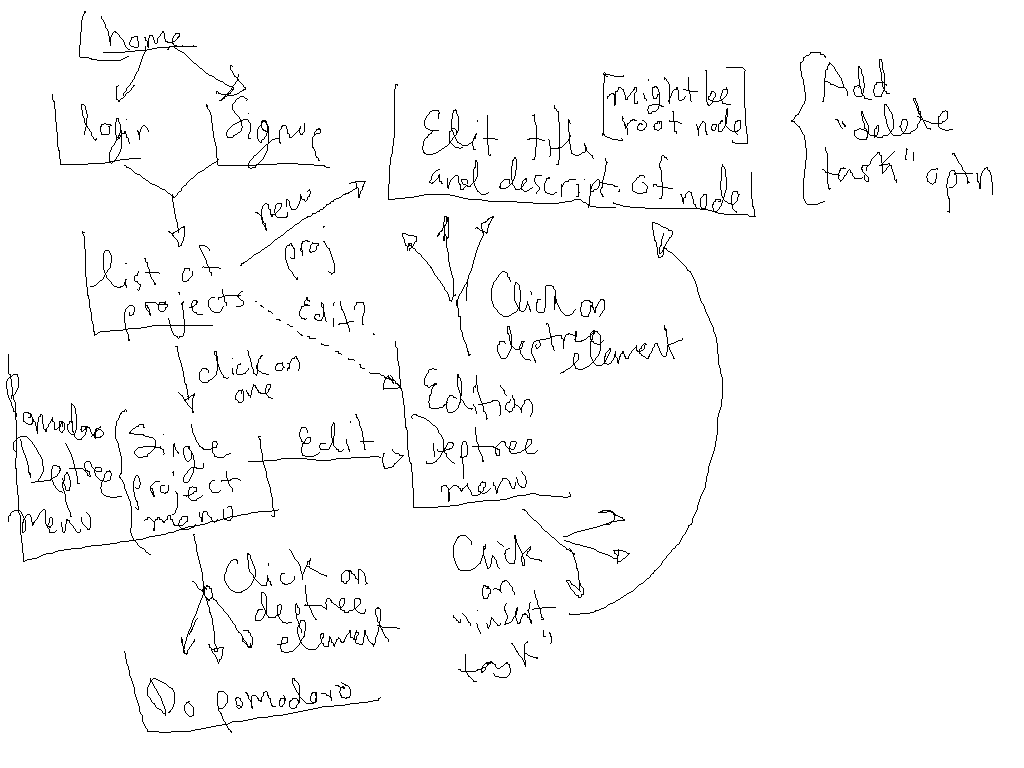 home
login
Signup
Edit title
and descript. of node
might be
root node
Add
"delete
task" optn
new
proj
list of
projects
Edit?
Click on
deptree
element
click on
one
Pomodoro
Deptree
menu
Single
project
menu
Edit
Edition
Deptree
menu
Click on
deptree
element
Click
on
"insert
task"
Do pomodoro